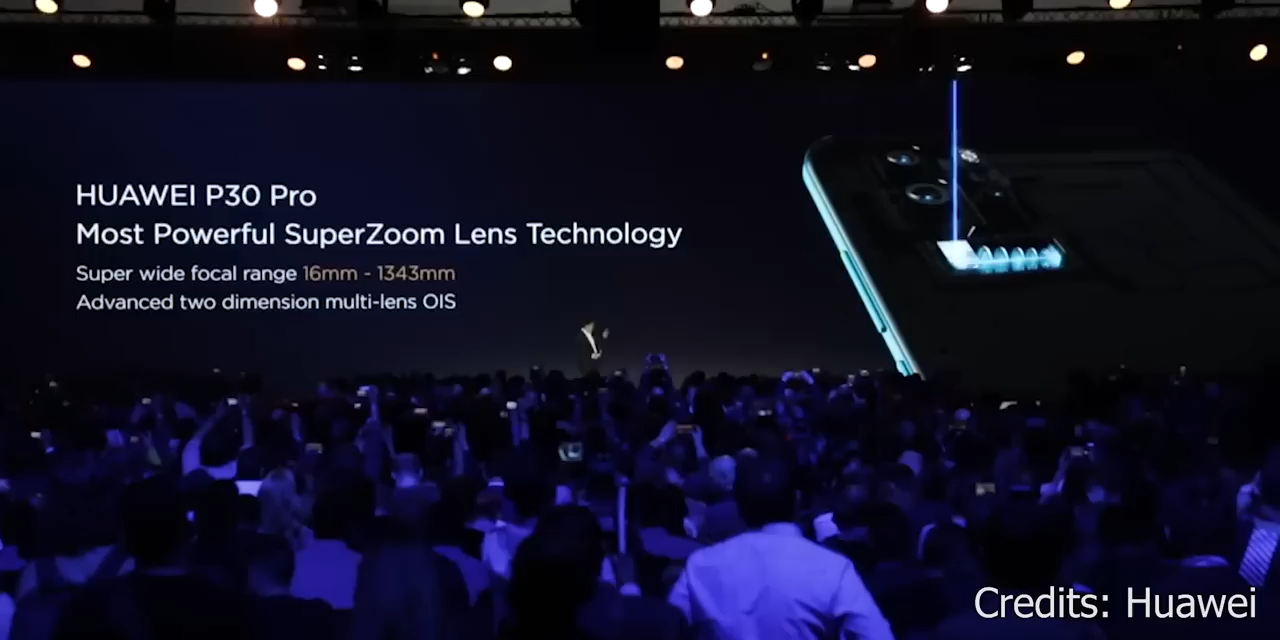 HUAWEI P30 Pro
Most Powerful SuperZoom Lens Technology
Super wide focal range 16mm - 1343mm
Advanced two dimension multi-lens OIS
Credits: Huawei